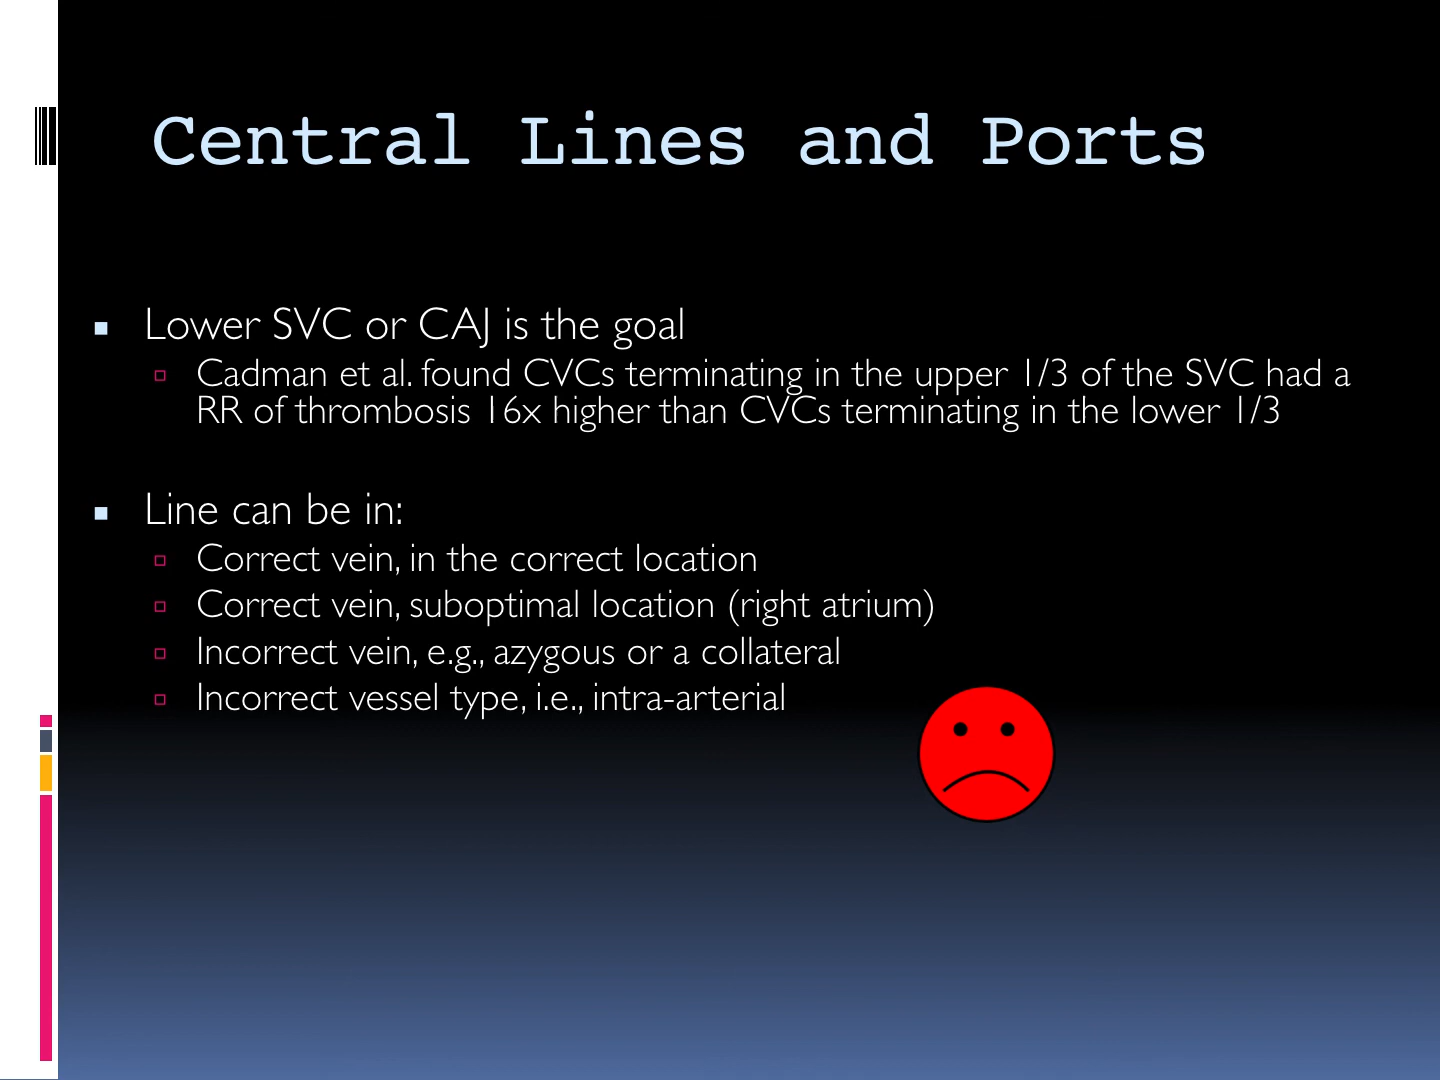 Central Lines and Ports
Lower SVC or CAJ is the goal
Cadman et al. found CVCs terminating in the upper 1/3 of the SVC had a
RR of thrombosis 16x higher than CVCs terminating in the lower 1/3
Line can be in:
Correct vein, in the correct location
Correct vein, suboptimal location (right atrium)
Incorrect vein, e.g., azygous or a collateral
Incorrect vessel type, i.e., intra-arterial